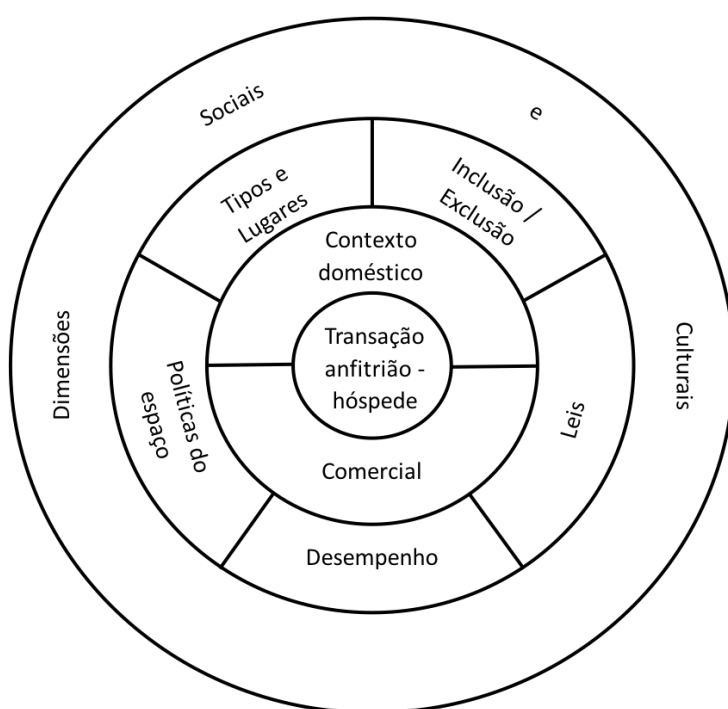 Sociais
e
Tipos e
Lugares
Inclusão /
Exclusão
Contexto
doméstico
Dimensões
Transação
anfitrião -
hóspede
Culturais
Políticas do
espaço
Leis
Comercial
Desempenho